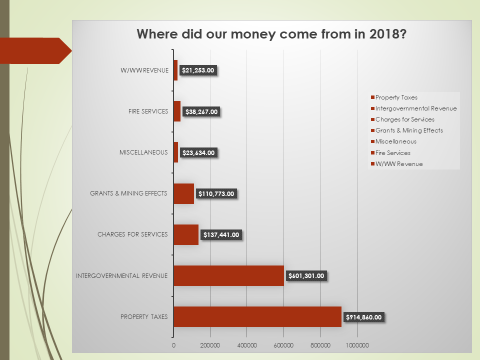 Where did our money come from in 2018?
W/WW REVENUE
$21,253.00
FIRE SERVICES
$38,267.00
MISCELLANEOUS
$23,634.00
GRANTS & MINING EFFECTS
$110,773.00
CHARGES FOR SERVICES
$137,441.00
INTERGOVERNMENTAL REVENUE
$601,301.00
PROPERTY TAXES
$914,860.00
0 200000 400000 600000 800000 1000000
Property Taxes
Intergovernmental Revenue
Charges for Services
Grants & Mining Effects
Miscellaneous
Fire Services
W/WW Revenue